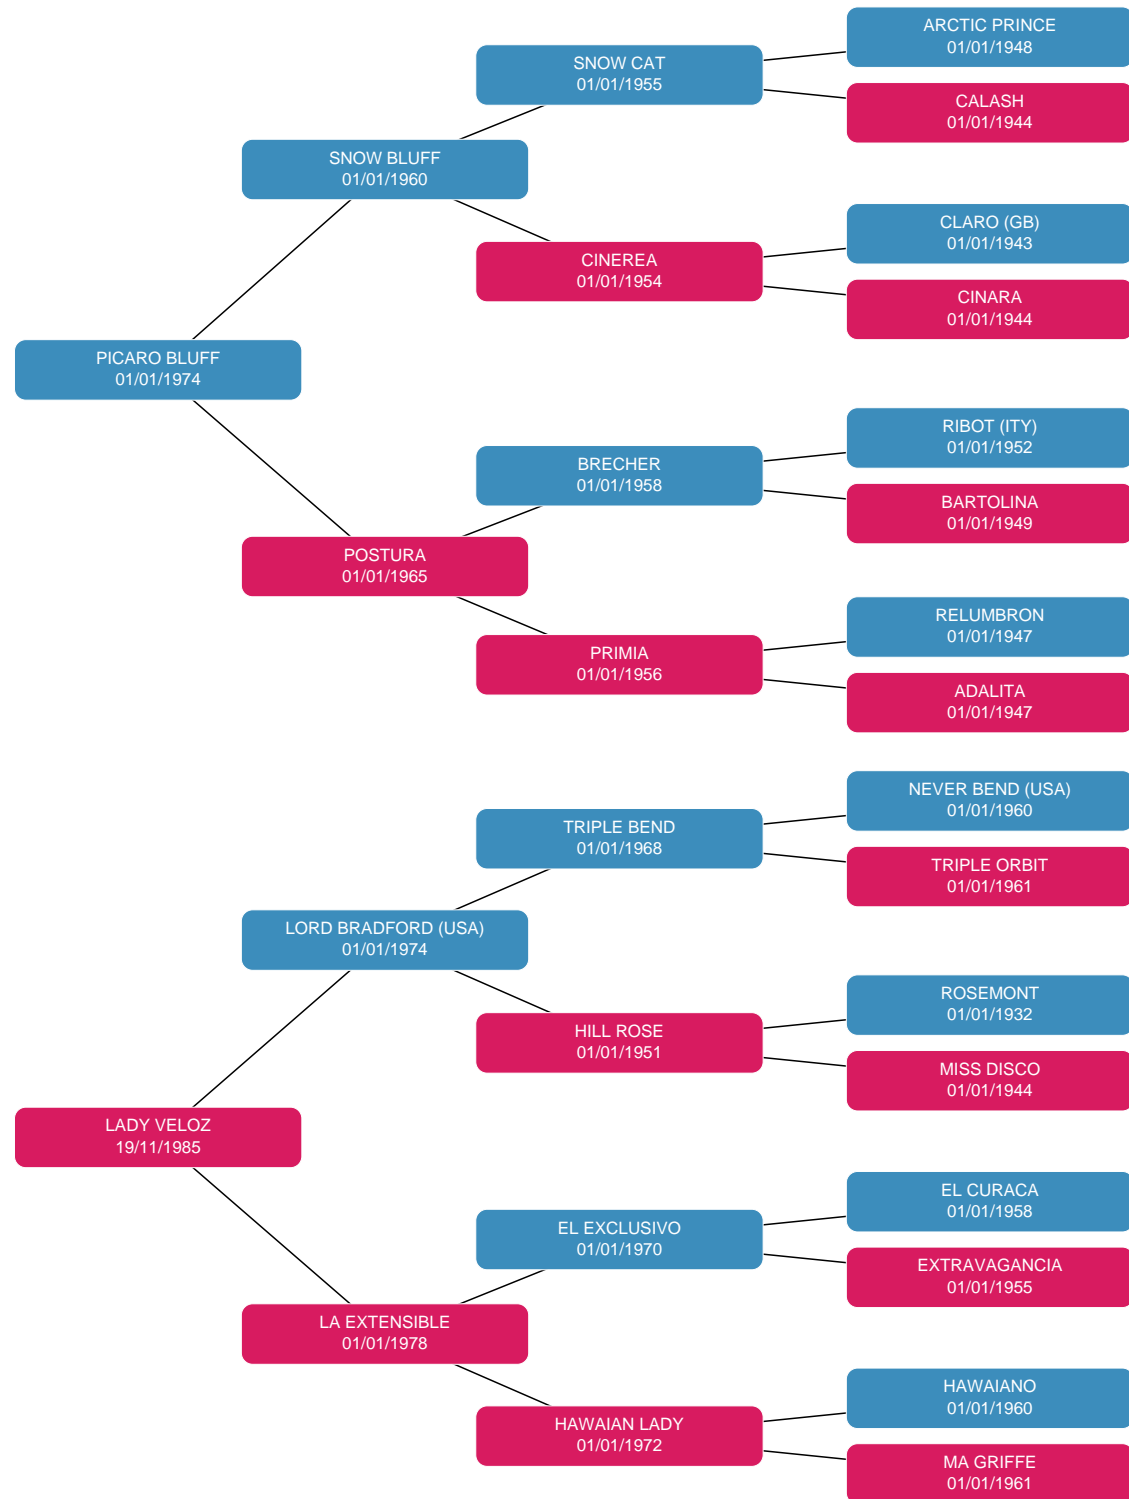 ARCTIC PRINCE
01/01/1948
SNOW CAT
01/01/1955
CALASH
01/01/1944
SNOW BLUFF
01/01/1960
CLARO (GB)
01/01/1943
CINEREA
01/01/1954
CINARA
01/01/1944
PICARO BLUFF
01/01/1974
RIBOT (ITY)
01/01/1952
BRECHER
01/01/1958
BARTOLINA
01/01/1949
POSTURA
01/01/1965
RELUMBRON
01/01/1947
PRIMIA
01/01/1956
ADALITA
01/01/1947
NEVER BEND (USA)
01/01/1960
TRIPLE BEND
01/01/1968
TRIPLE ORBIT
01/01/1961
LORD BRADFORD (USA)
01/01/1974
ROSEMONT
01/01/1932
HILL ROSE
01/01/1951
MISS DISCO
01/01/1944
LADY VELOZ
19/11/1985
EL CURACA
01/01/1958
EL EXCLUSIVO
01/01/1970
EXTRAVAGANCIA
01/01/1955
LA EXTENSIBLE
01/01/1978
HAWAIANO
01/01/1960
HAWAIAN LADY
01/01/1972
MA GRIFFE
01/01/1961